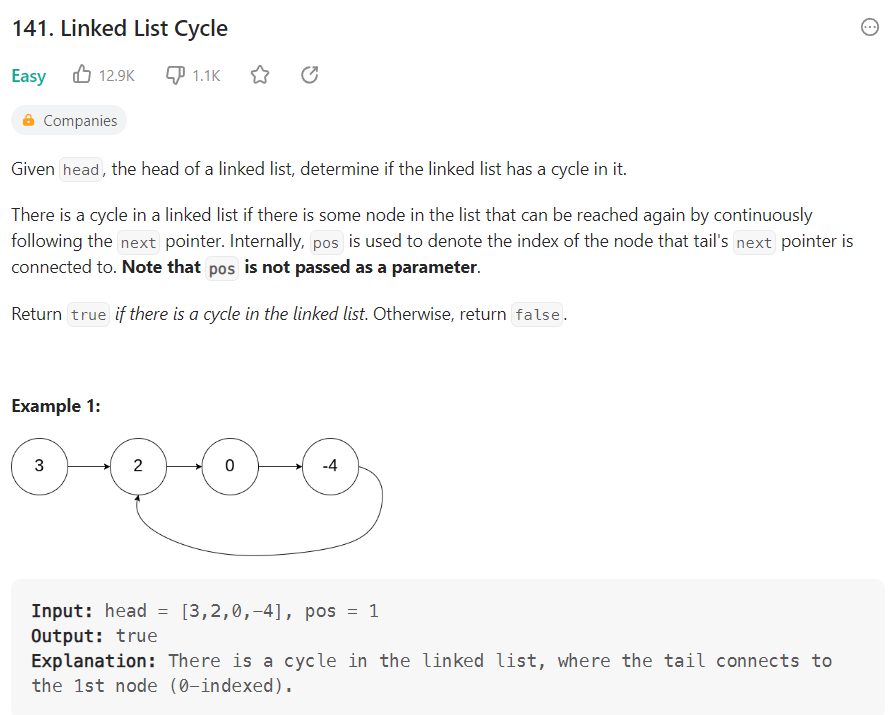 141. Linked List Cycle
Easy 12.9K 1.1K
Companies
Given head, the head of a linked list, determine if the linked list has a cycle in it.
There is a cycle in a linked list if there is some node in the list that can be reached again by continuously
following the next pointer. Internally, pos is used to denote the index of the node that tail's next pointer is
connected to. Note that pos is not passed as a parameter.
Return true if there is a cycle in the linked list. Otherwise, return false.
Example 1:
3 2 0 -4
Input: head = [3,2,0,-4], pos = 1
Output: true
Explanation: There is a cycle in the linked list, where the tail connects to
the 1st node (0-indexed).